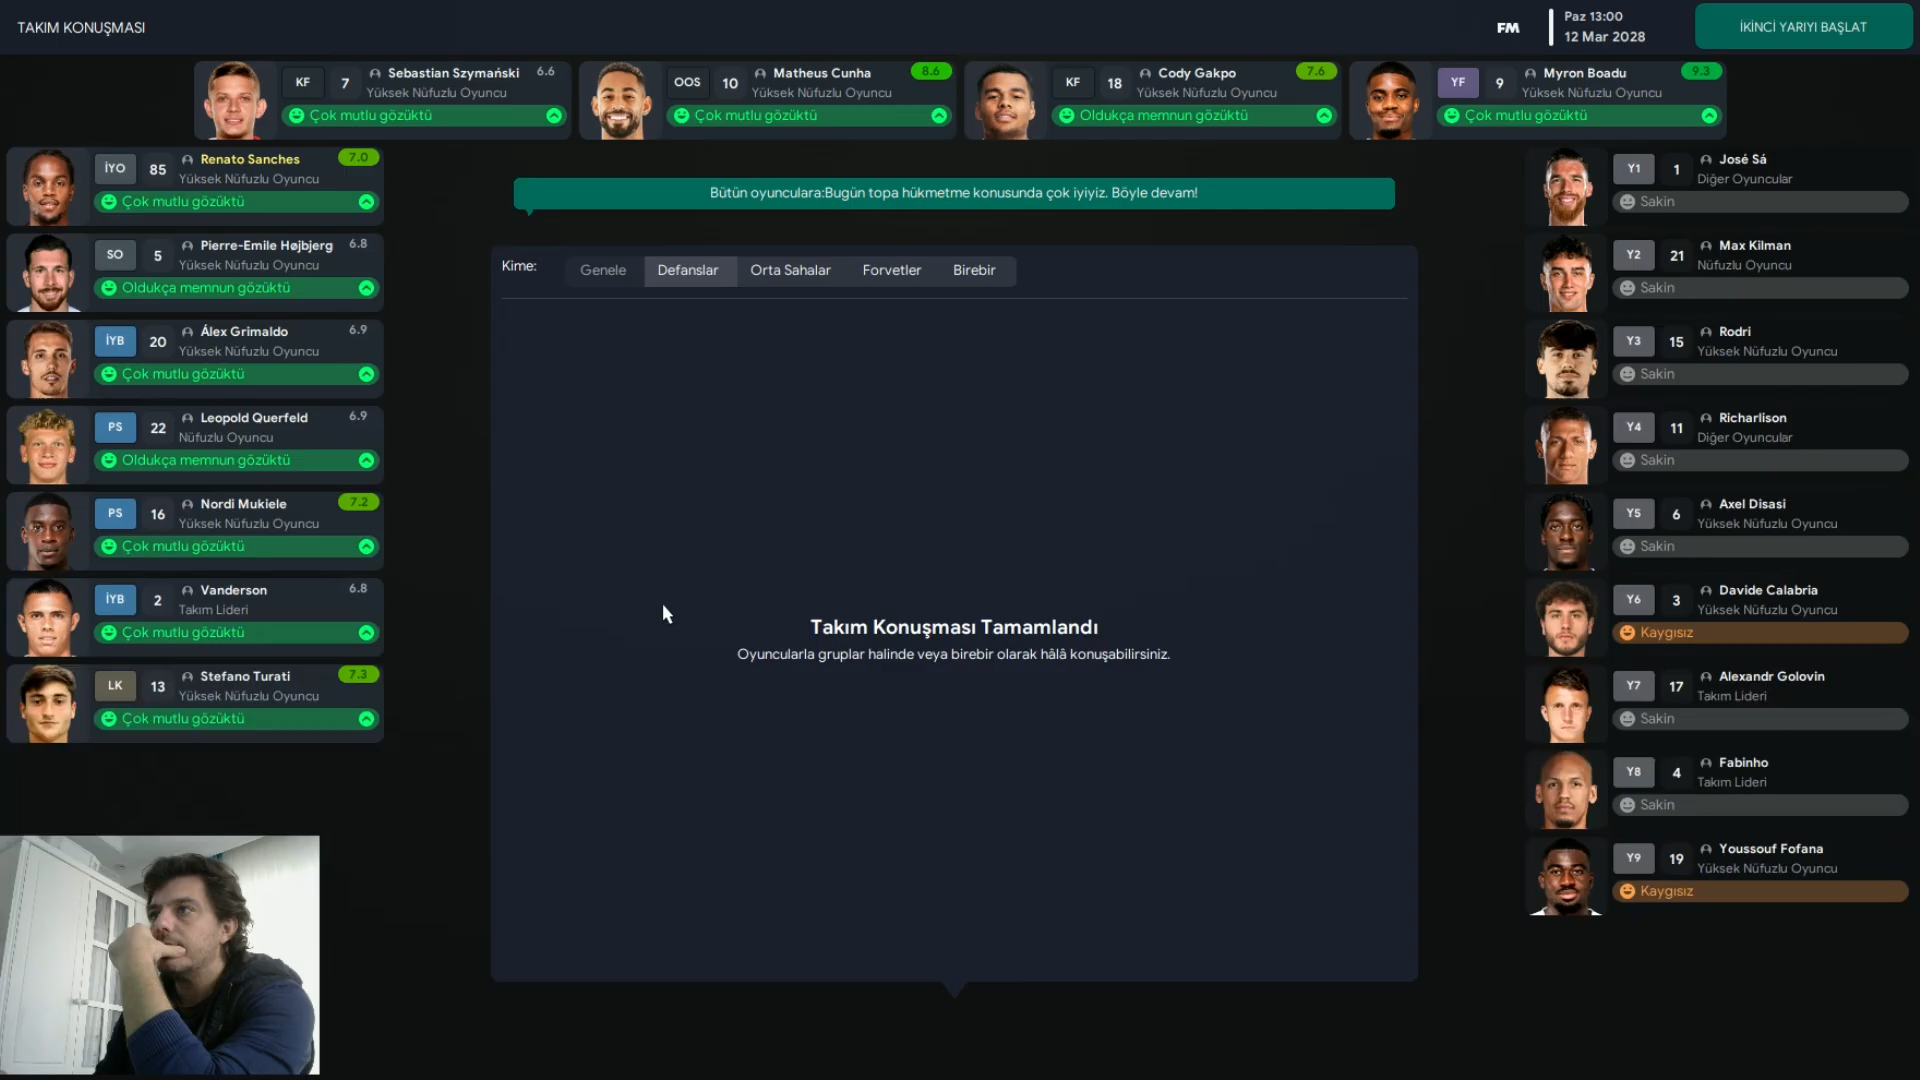 TAKIM KONUŞMASI
FM
Paz 13:00
12 Mar 2028
İKİNCİ YARIYI BAŞLAT
KF 7 Sebastian Szymański 6.6
Yüksek Nüfuzlu Oyuncu
Çok mutlu gözüktü
OOS 10 Matheus Cunha 8.6
Yüksek Nüfuzlu Oyuncu
Çok mutlu gözüktü
KF 18 Cody Gakpo 7.6
Yüksek Nüfuzlu Oyuncu
Oldukça memnun gözüktü
YF 9 Myron Boadu 9.3
Yüksek Nüfuzlu Oyuncu
Çok mutlu gözüktü
İYO 85 Renato Sanches 7.0
Yüksek Nüfuzlu Oyuncu
Çok mutlu gözüktü
SO 5 Pierre-Emile Højbjerg 6.8
Yüksek Nüfuzlu Oyuncu
Oldukça memnun gözüktü
İYB 20 Álex Grimaldo 6.9
Yüksek Nüfuzlu Oyuncu
Çok mutlu gözüktü
PS 22 Leopold Querfeld 6.9
Nüfuzlu Oyuncu
Oldukça memnun gözüktü
PS 16 Nordi Mukiele 7.2
Yüksek Nüfuzlu Oyuncu
Çok mutlu gözüktü
İYB 2 Vanderson 6.8
Takım Lideri
Çok mutlu gözüktü
LK 13 Stefano Turati 7.3
Yüksek Nüfuzlu Oyuncu
Çok mutlu gözüktü
Bütün oyunculara:Bugün topa hükmetme konusunda çok iyiyiz. Böyle devam!
Kime: Genele Defanslar Orta Sahalar Forvetler Birebir
Takım Konuşması Tamamlandı
Oyuncularla gruplar halinde veya birebir olarak hâlâ konuşabilirsiniz.
Y1 1 José Sá
Diğer Oyuncular
Sakin
Y2 21 Max Kilman
Nüfuzlu Oyuncu
Sakin
Y3 15 Rodri
Yüksek Nüfuzlu Oyuncu
Sakin
Y4 11 Richarlison
Diğer Oyuncular
Sakin
Y5 6 Axel Disasi
Yüksek Nüfuzlu Oyuncu
Sakin
Y6 3 Davide Calabria
Yüksek Nüfuzlu Oyuncu
Kaygısız
Y7 17 Alexandr Golovin
Takım Lideri
Sakin
Y8 4 Fabinho
Takım Lideri
Sakin
Y9 19 Youssouf Fofana
Yüksek Nüfuzlu Oyuncu
Kaygısız